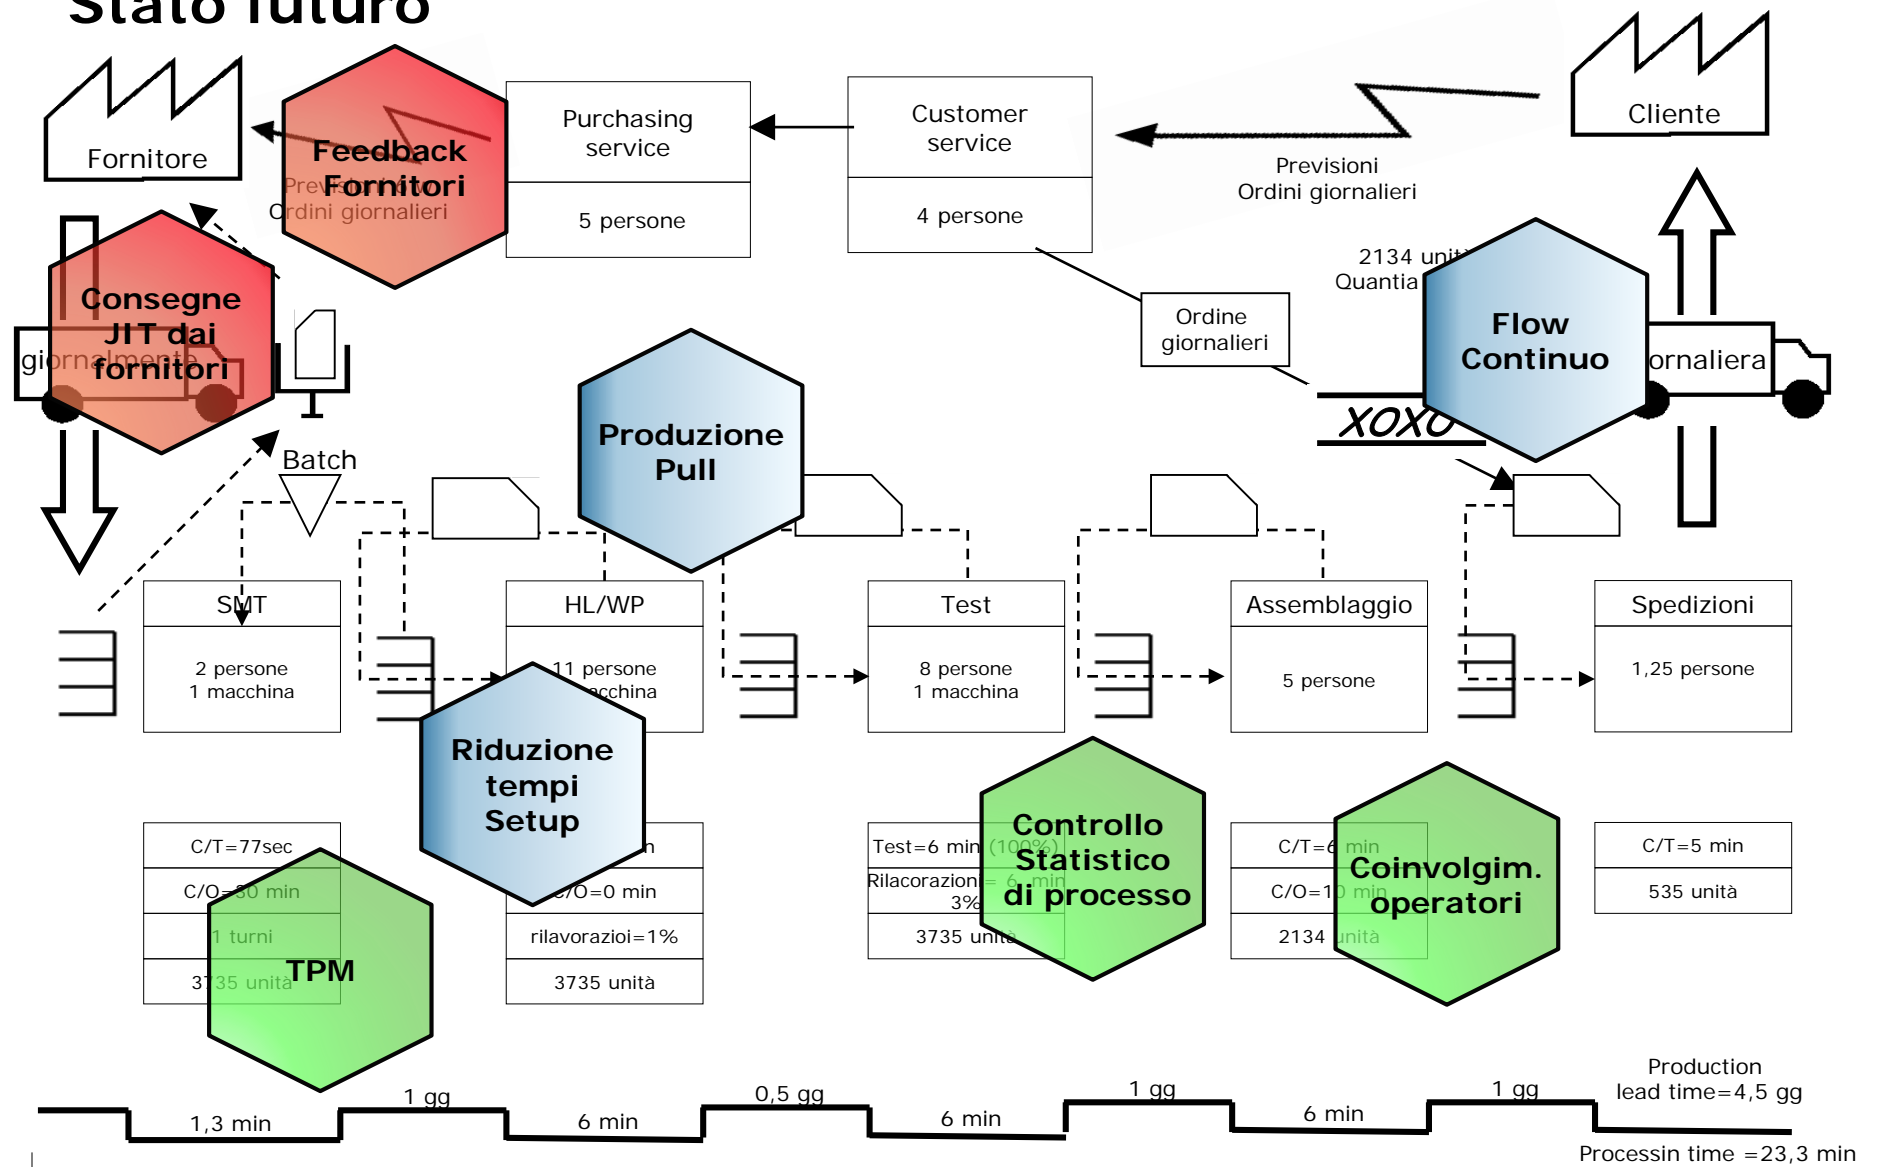 Stato futuro
Fornitore
Feedback
Fornitori
Previsioni 6 w
Ordini giornalieri
Purchasing
service
5 persone
Customer
service
4 persone
Previsioni
Ordini giornalieri
Cliente
Consegne
JIT dai
fornitori
giornalmente
2134 unità
Quantia
Flow
Continuo
ornaliera
Ordine
giornalieri
XOXO
Produzione
Pull
Batch
SMT
2 persone
1 macchina
HL/WP
11 persone
macchina
Test
8 persone
1 macchina
Assemblaggio
5 persone
Spedizioni
1,25 persone
Riduzione
tempi
Setup
C/T=77sec
C/O=30 min
1 turni
3735 unità
TPM
C/O=0 min
rilavorazioi=1%
3735 unità
Test=6 min (100%)
Rilacorazioni= 6 min
3%
3735 unità
Controllo
Statistico
di processo
C/T=6 min
C/O=10 min
2134 unità
Coinvolgim.
operatori
C/T=5 min
535 unità
1,3 min
1 gg
6 min
0,5 gg
6 min
1 gg
6 min
1 gg
Production
lead time=4,5 gg
Processin time =23,3 min